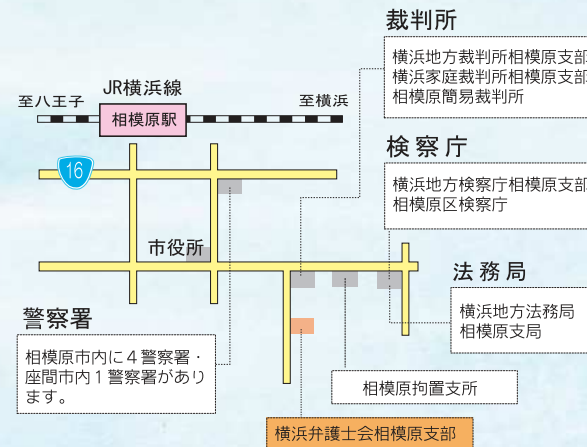 裁判所
横浜地方裁判所相模原支部
横浜家庭裁判所相模原支部
相模原簡易裁判所
JR横浜線
至八王子
至横浜
相模原駅
16
検察庁
横浜地方検察庁相模原支部
相模原区検察庁
市役所
法務局
横浜地方法務局
相模原支局
警察署
相模原市内に4警察署・
座間市内1警察署があり
ます。
相模原拘置支所
横浜弁護士会相模原支部